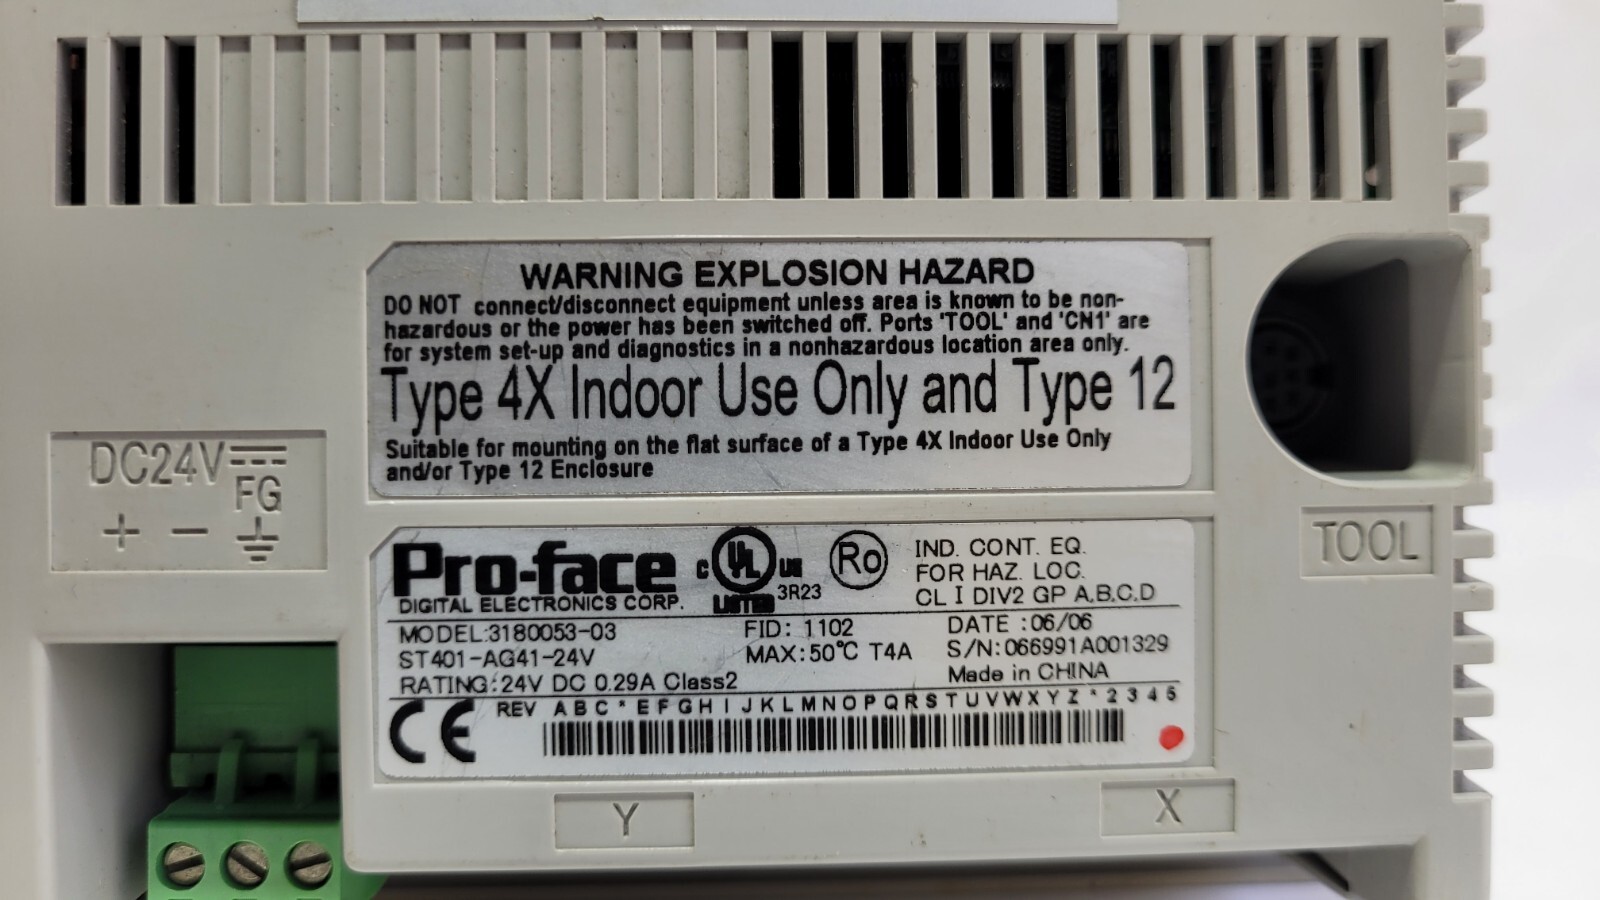 WARNING EXPLOSION HAZARD
DO NOT connect/disconnect equipment unless area is known to be non-
hazardous or the power has been switched off. Ports 'TOOL' and 'CN1' are
for system set-up and diagnostics in a nonhazardous location area only.
Type 4X Indoor Use Only and Type 12
Suitable for mounting on the flat surface of a Type 4X Indoor Use Only
and/or Type 12 Enclosure
DC24V
FG
+ -
TOOL
Pro-face
DIGITAL ELECTRONICS CORP.
C UL US
LISTED 3R23
Ro
IND. CONT. EQ.
FOR HAZ. LOC.
CL I DIV2 GP A,B,C,D
MODEL:3180053-03 FID: 1102 DATE :06/06
ST401-AG41-24V MAX:50°C T4A S/N:066991A001329
RATING:24V DC 0.29A Class2 Made in CHINA
CE REV A B C * E F G H I J K L M N O P Q R S T U V W X Y Z * 2 3 4 5
Y X